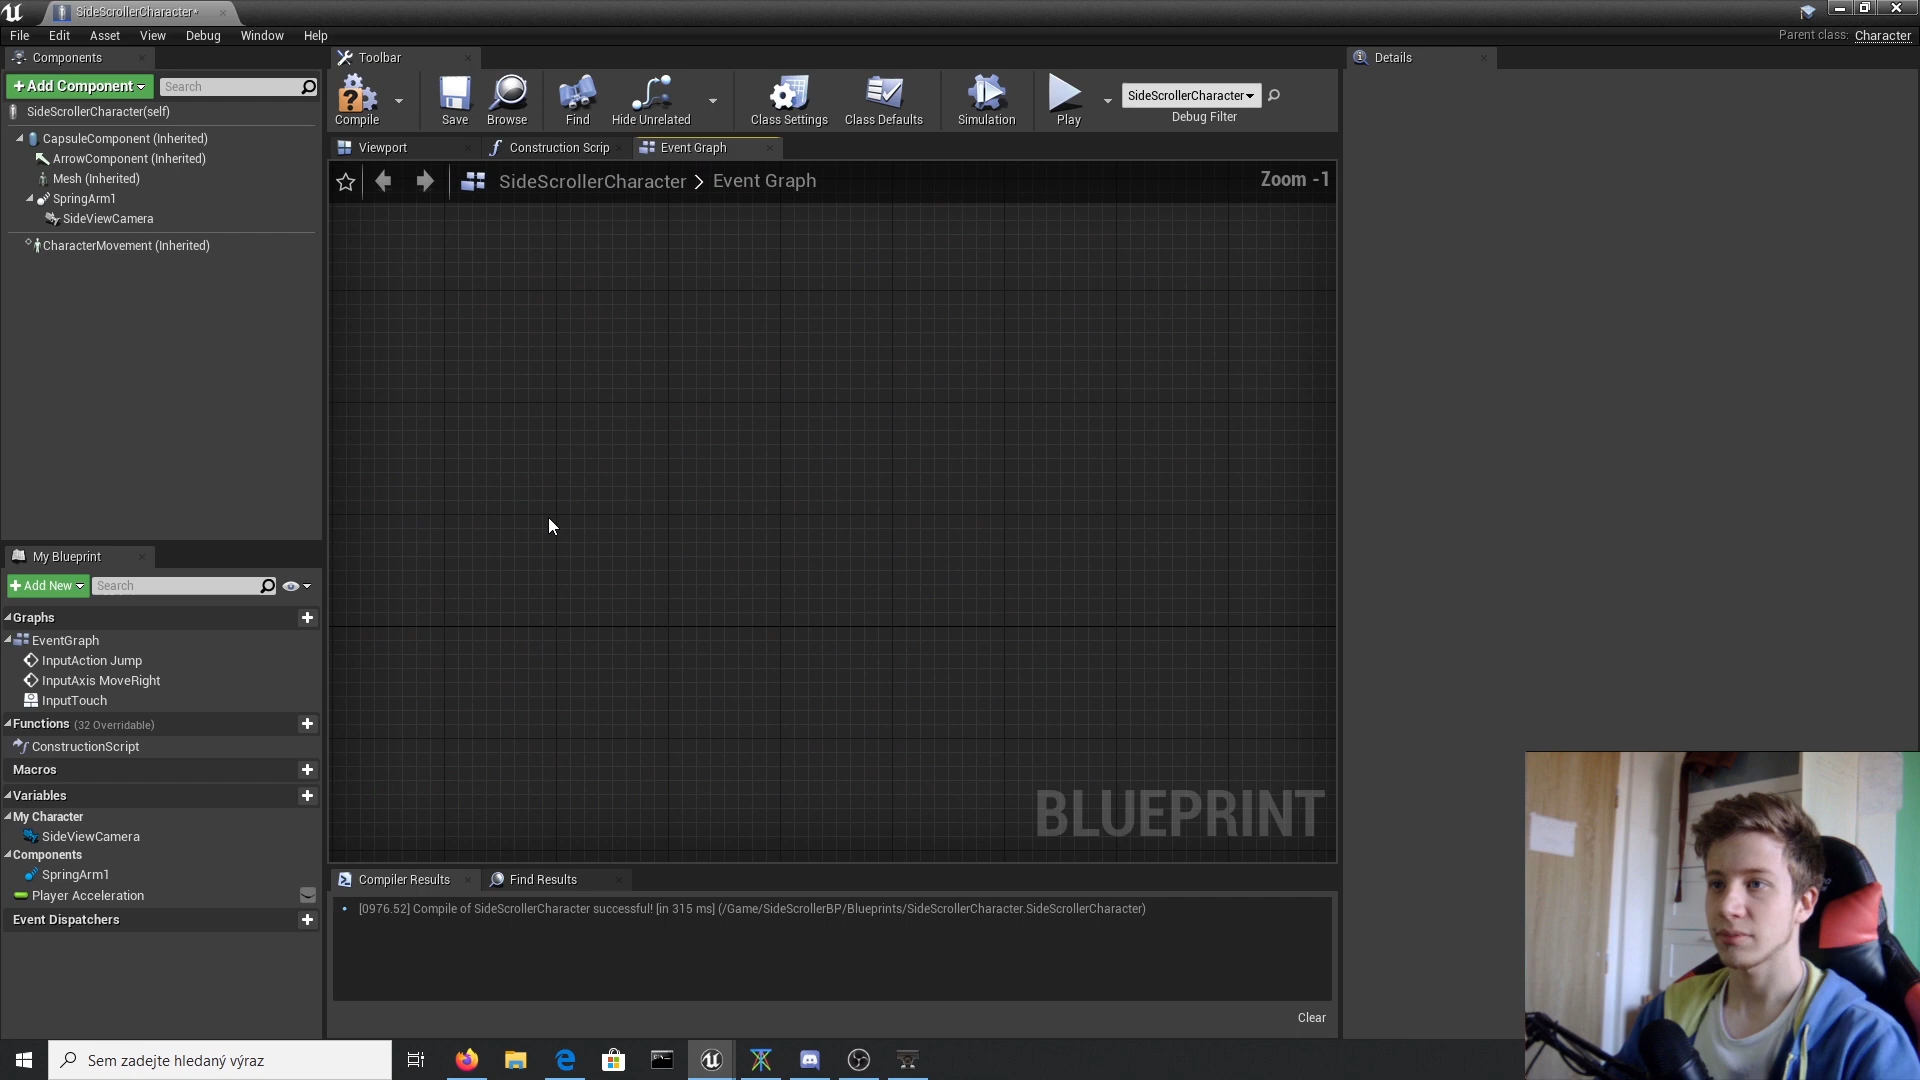 SideScrollerCharacter*
File Edit Asset View Debug Window Help
Parent class: Character
Components
+ Add Component
Search
SideScrollerCharacter(self)
CapsuleComponent (Inherited)
ArrowComponent (Inherited)
Mesh (Inherited)
SpringArm1
SideViewCamera
CharacterMovement (Inherited)
Toolbar
Compile Save Browse Find Hide Unrelated Class Settings Class Defaults Simulation Play
SideScrollerCharacter
Debug Filter
Details
Viewport Construction Scrip Event Graph
SideScrollerCharacter > Event Graph
Zoom -1
BLUEPRINT
My Blueprint
+ Add New
Search
Graphs
EventGraph
InputAction Jump
InputAxis MoveRight
InputTouch
Functions (32 Overridable)
ConstructionScript
Macros
Variables
My Character
SideViewCamera
Components
SpringArm1
Player Acceleration
Event Dispatchers
Compiler Results Find Results
• [0976.52] Compile of SideScrollerCharacter successful! [in 315 ms] (/Game/SideScrollerBP/Blueprints/SideScrollerCharacter.SideScrollerCharacter)
Clear
Sem zadejte hledaný výraz